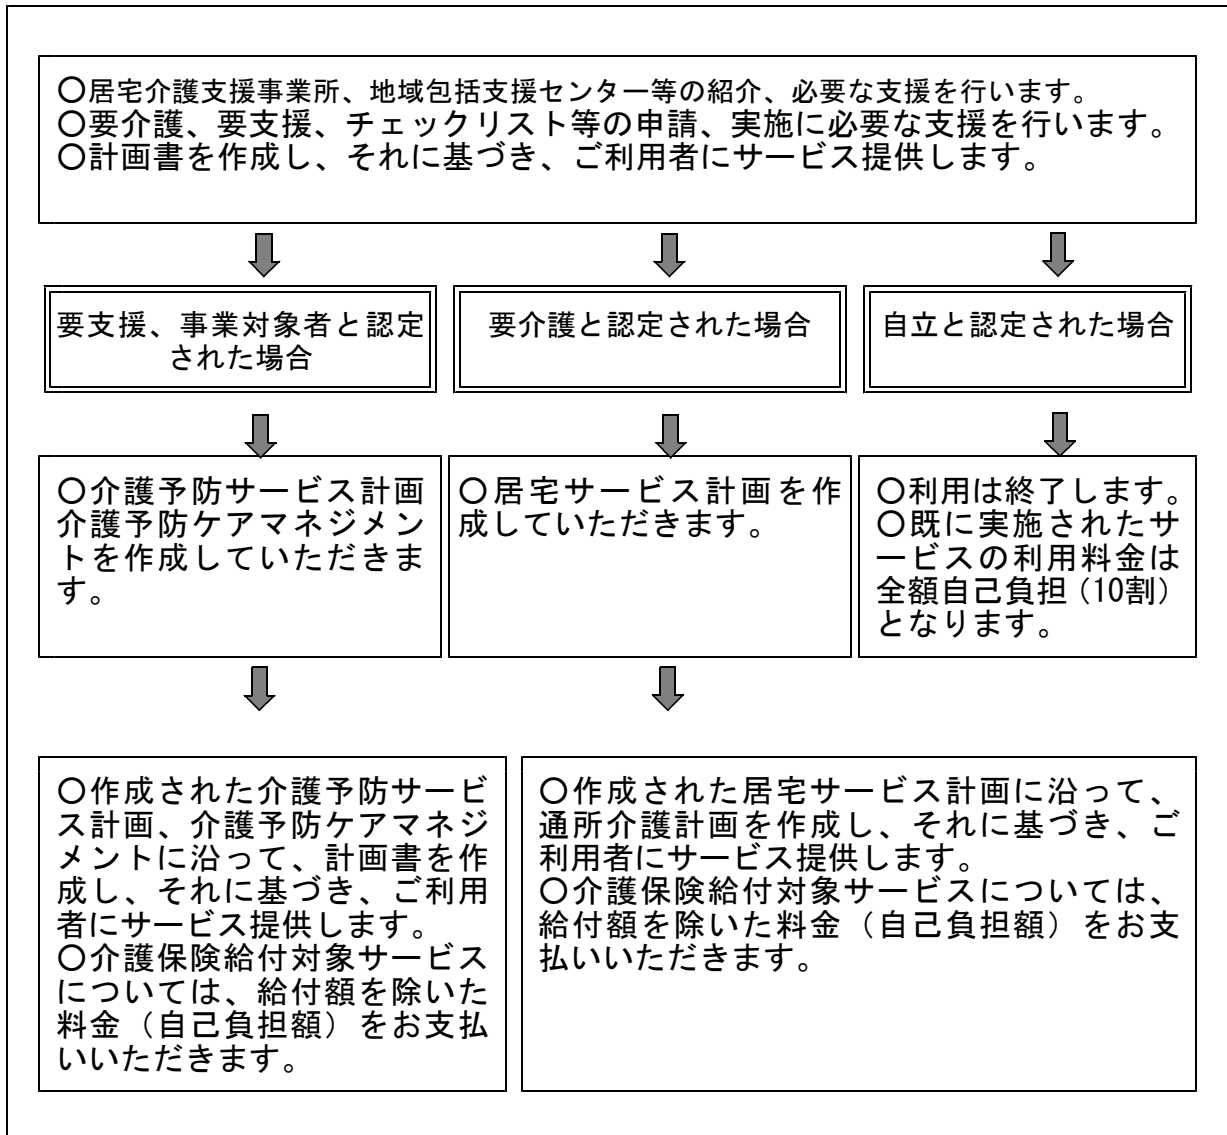 〇居宅介護支援事業所、地域包括支援センター等の紹介、必要な支援を行います。
〇要介護、要支援、チェックリスト等の申請、実施に必要な支援を行います。
〇計画書を作成し、それに基づき、ご利用者にサービス提供します。
要支援、事業対象者と認定
された場合
要介護と認定された場合
自立と認定された場合
〇介護予防サービス計画
介護予防ケアマネジメン
トを作成していただきま
す。
〇居宅サービス計画を作
成していただきます。
〇利用は終了します。
〇既に実施されたサ
ービスの利用料金は
全額自己負担（10割）
となります。
〇作成された介護予防サービ
ス計画、介護予防ケアマネジ
メントに沿って、計画書を作
成し、それに基づき、ご利用
者にサービス提供します。
〇介護保険給付対象サービス
については、給付額を除いた
料金（自己負担額）をお支払
いいただきます。
〇作成された居宅サービス計画に沿って、
通所介護計画を作成し、それに基づき、ご
利用者にサービス提供します。
〇介護保険給付対象サービスについては、
給付額を除いた料金（自己負担額）をお支
払いいただきます。